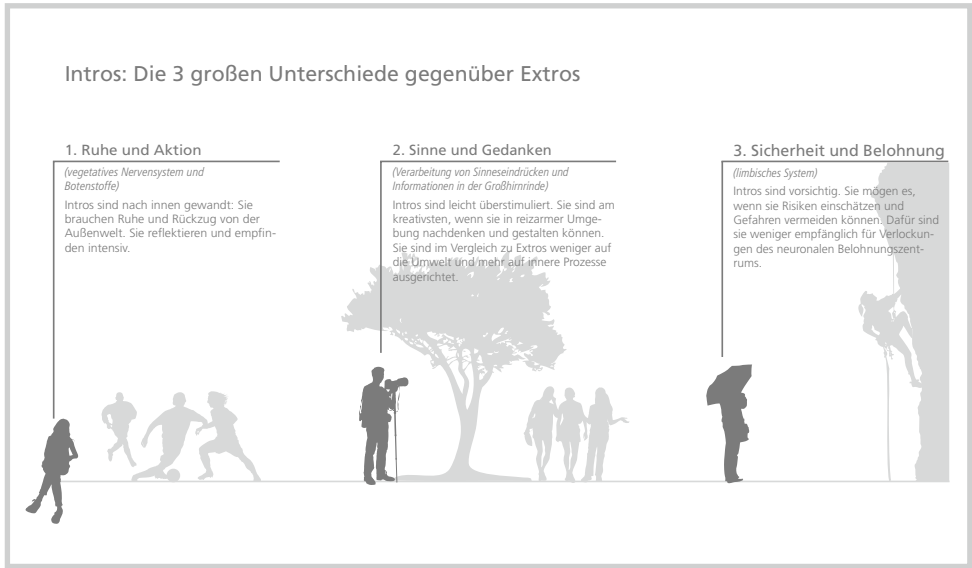 Intros: Die 3 großen Unterschiede gegenüber Extros
1. Ruhe und Aktion
(vegetatives Nervensystem und
Botenstoffe)
Intros sind nach innen gewandt: Sie
brauchen Ruhe und Rückzug von der
Außenwelt. Sie reflektieren und empfin-
den intensiv.
2. Sinne und Gedanken
(Verarbeitung von Sinneseindrücken und
Informationen in der Großhirnrinde)
Intros sind leicht überstimuliert. Sie sind am
kreativsten, wenn sie in reizarmer Umge-
bung nachdenken und gestalten können.
Sie sind im Vergleich zu Extros weniger auf
die Umwelt und mehr auf innere Prozesse
ausgerichtet.
3. Sicherheit und Belohnung
(limbisches System)
Intros sind vorsichtig. Sie mögen es,
wenn sie Risiken einschätzen und
Gefahren vermeiden können. Dafür sind
sie weniger empfänglich für Verlockun-
gen des neuronalen Belohnungszent-
rums.